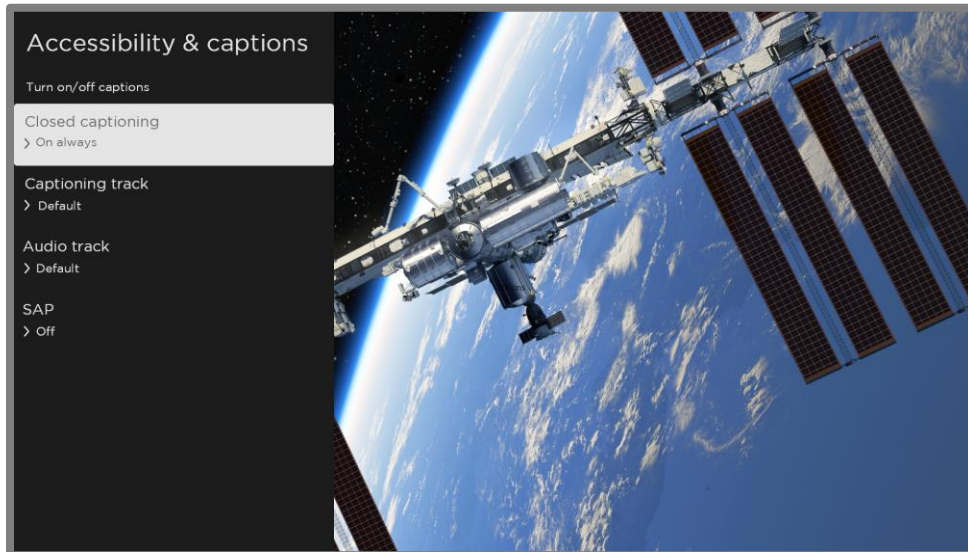 Accessibility & captions
Turn on/off captions
Closed captioning
> On always
Captioning track
> Default
Audio track
> Default
SAP
> Off